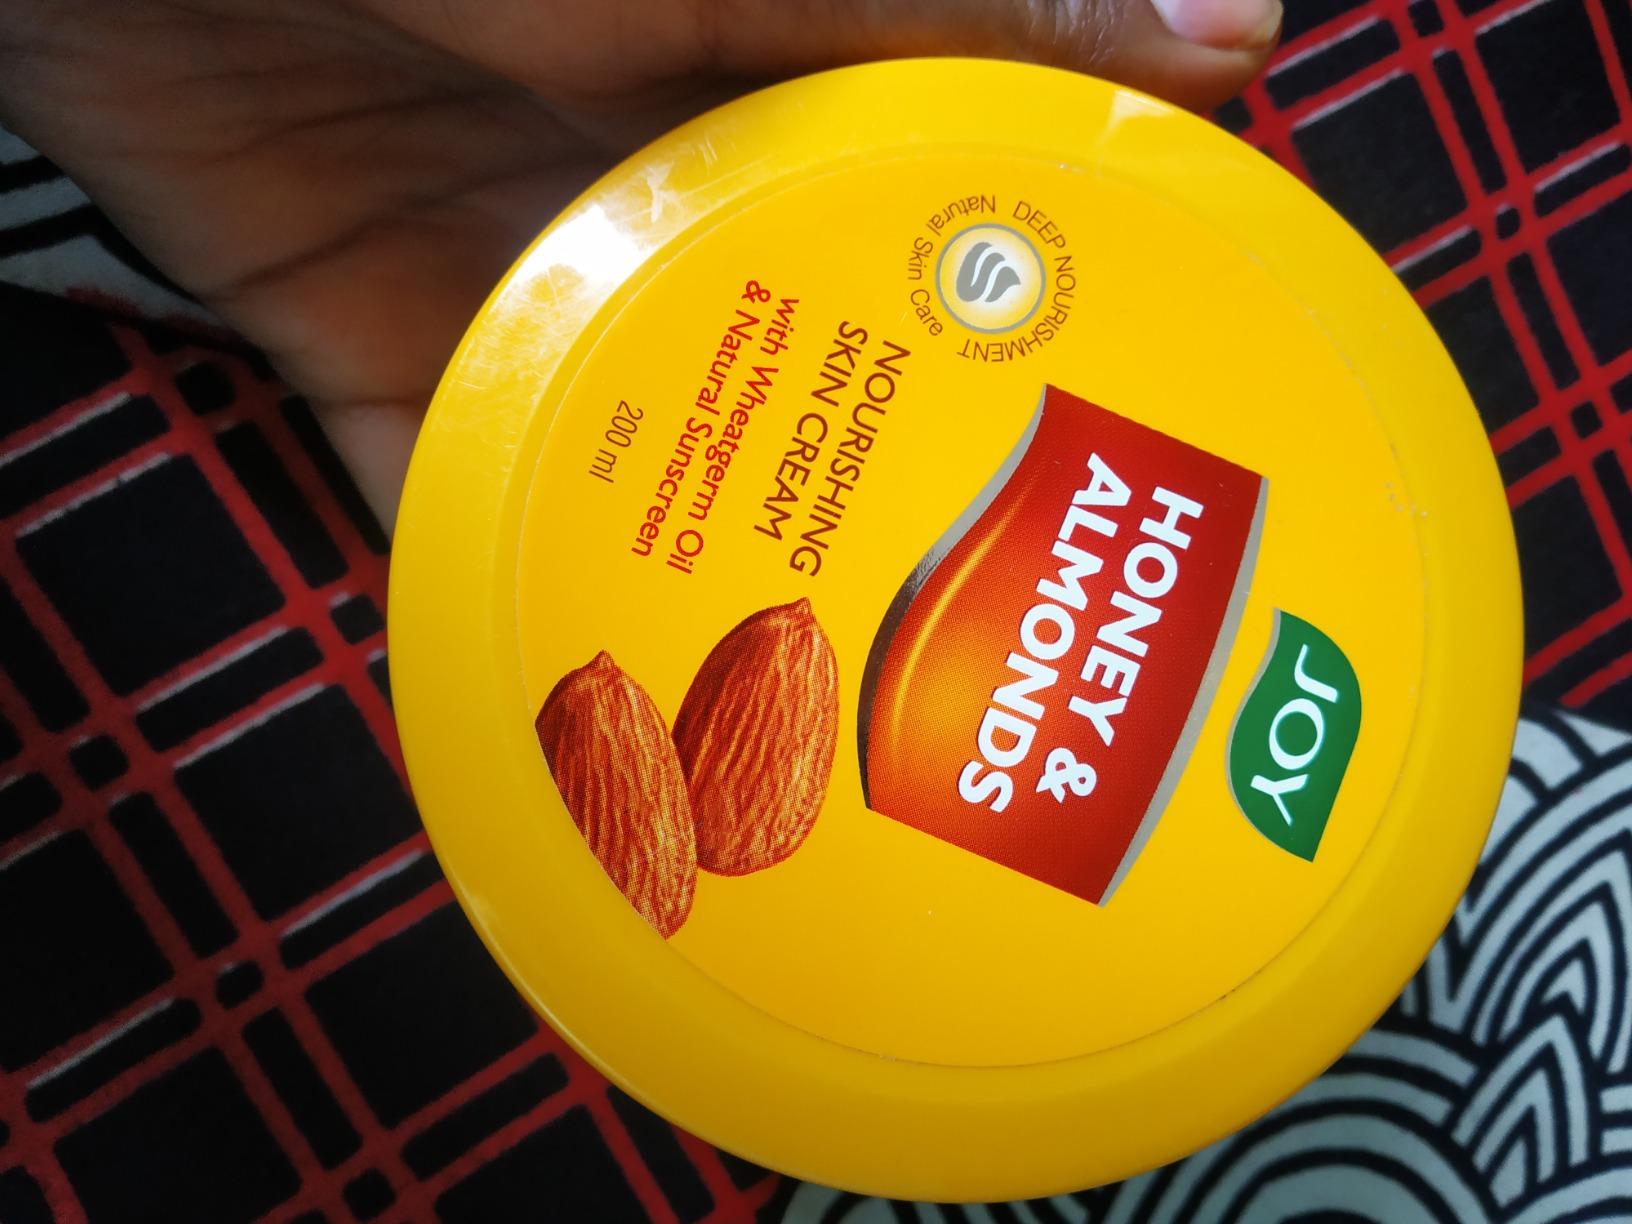 JOY
HONEY &
ALMONDS
DEEP NOURISHMENT
Natural Skin Care
NOURISHING
SKIN CREAM
with Wheatgerm Oil
& Natural Sunscreen
200 ml